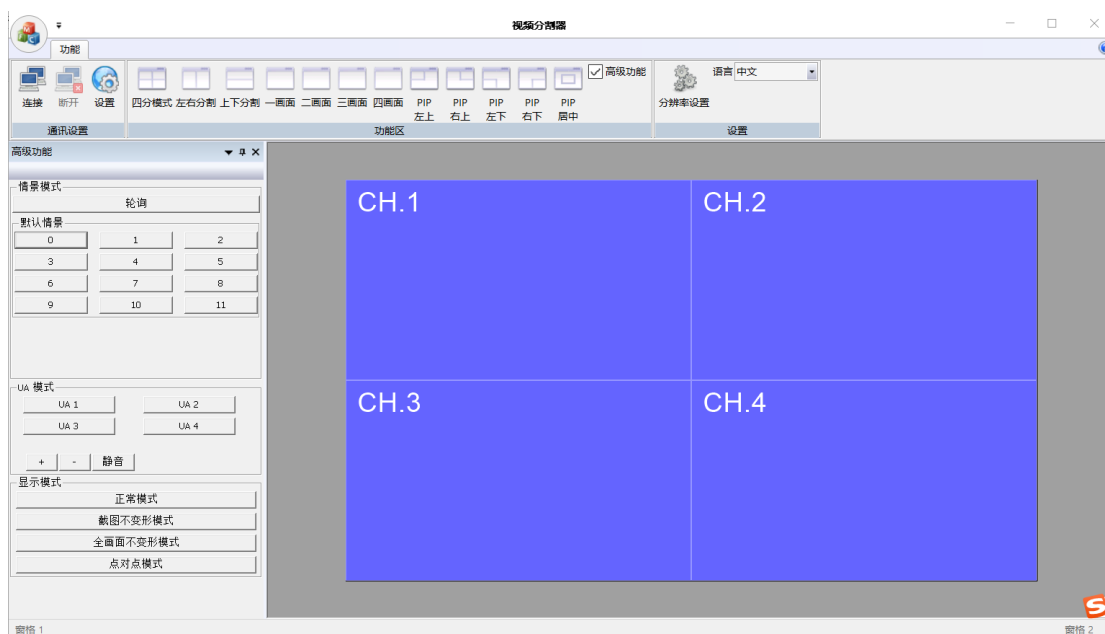 视频分割器
功能
连接 断开 设置 四分模式 左右分割 上下分割 一画面 二画面 三画面 四画面 PIP 左上 PIP 右上 PIP 左下 PIP 右下 PIP 居中 高级功能 分辨率设置 语言 中文
通讯设置 功能区 设置
高级功能
情景模式
轮询
默认情景
0 1 2
3 4 5
6 7 8
9 10 11
UA 模式
UA 1 UA 2
UA 3 UA 4
+ - 静音
显示模式
正常模式
截图不变形模式
全画面不变形模式
点对点模式
CH.1 CH.2
CH.3 CH.4
窗格 1 窗格 2